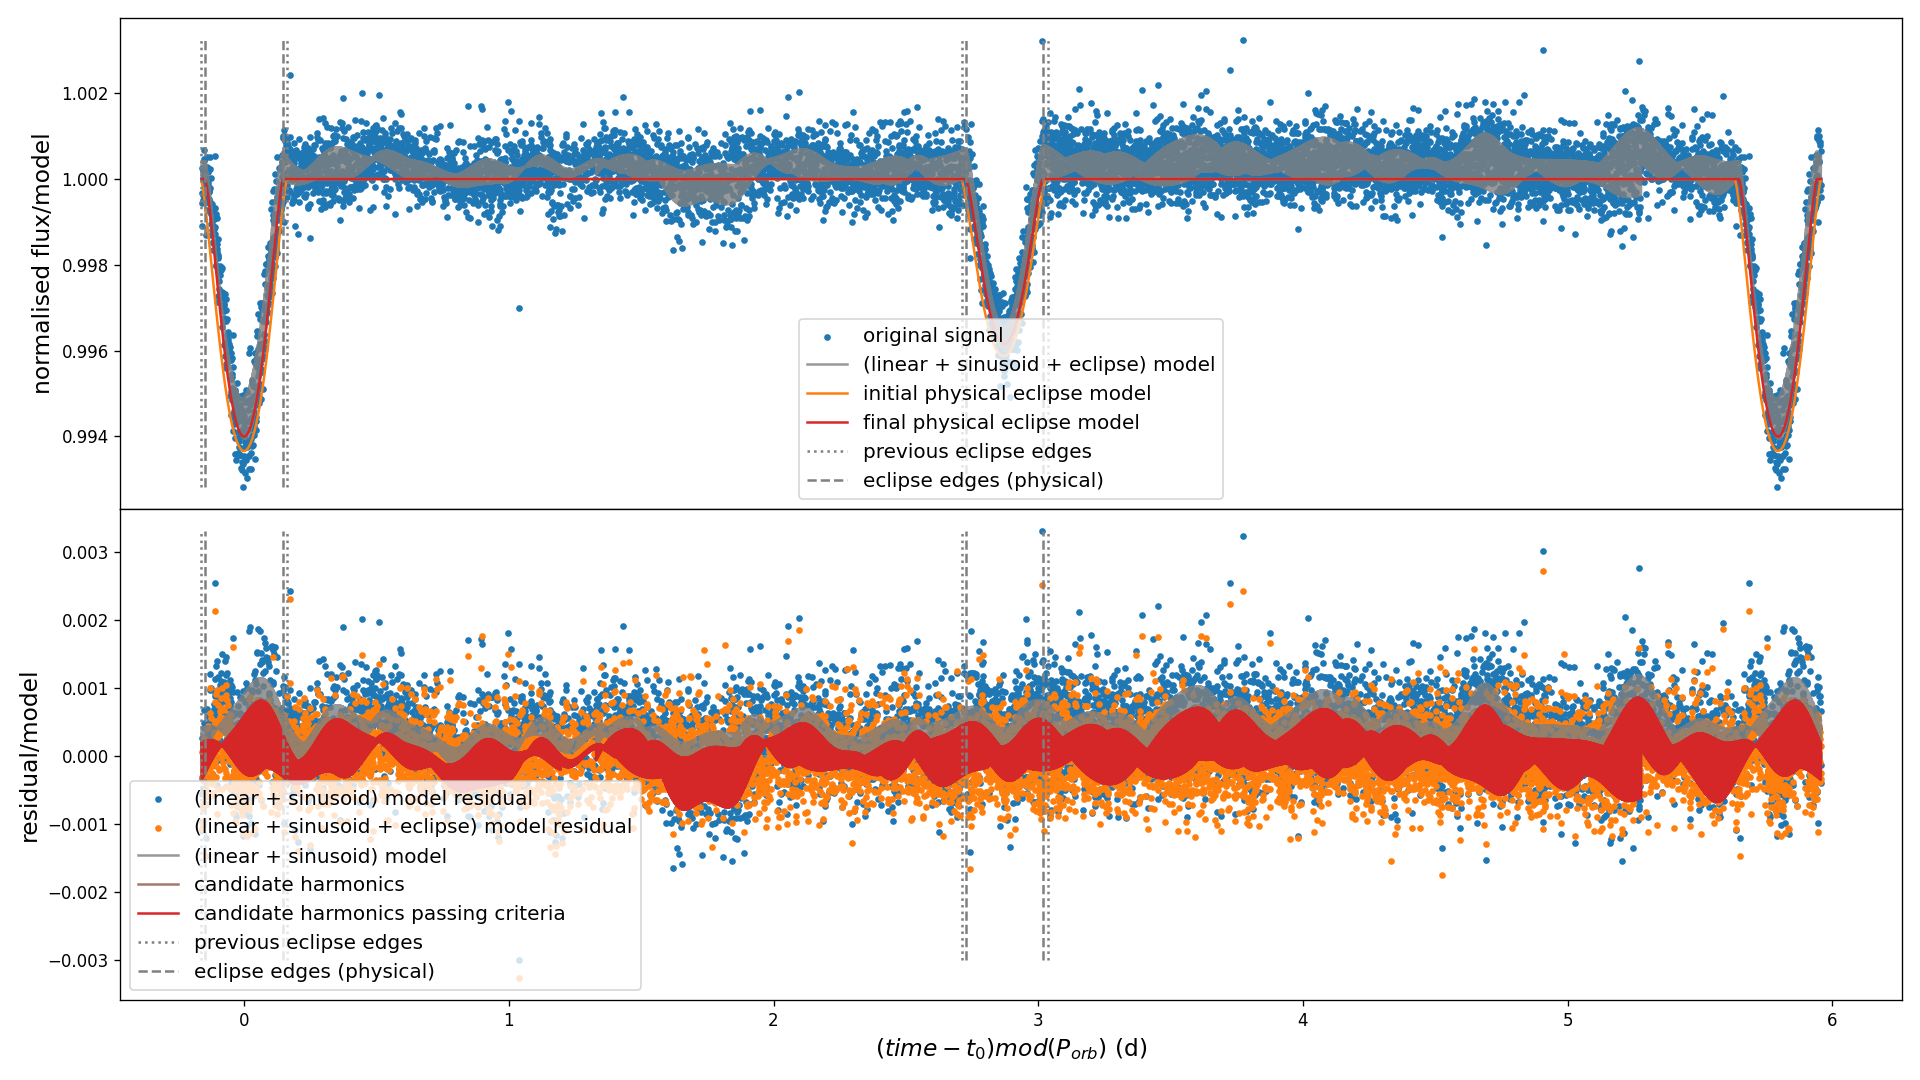 normalised flux/model
1.002
1.000
0.998
0.996
0.994
original signal
(linear + sinusoid + eclipse) model
initial physical eclipse model
final physical eclipse model
previous eclipse edges
eclipse edges (physical)
residual/model
0.003
0.002
0.001
0.000
−0.001
−0.002
−0.003
(linear + sinusoid) model residual
(linear + sinusoid + eclipse) model residual
(linear + sinusoid) model
candidate harmonics
candidate harmonics passing criteria
previous eclipse edges
eclipse edges (physical)
0 1 2 3 4 5 6
(time − t₀)mod(Pₒᵣb) (d)